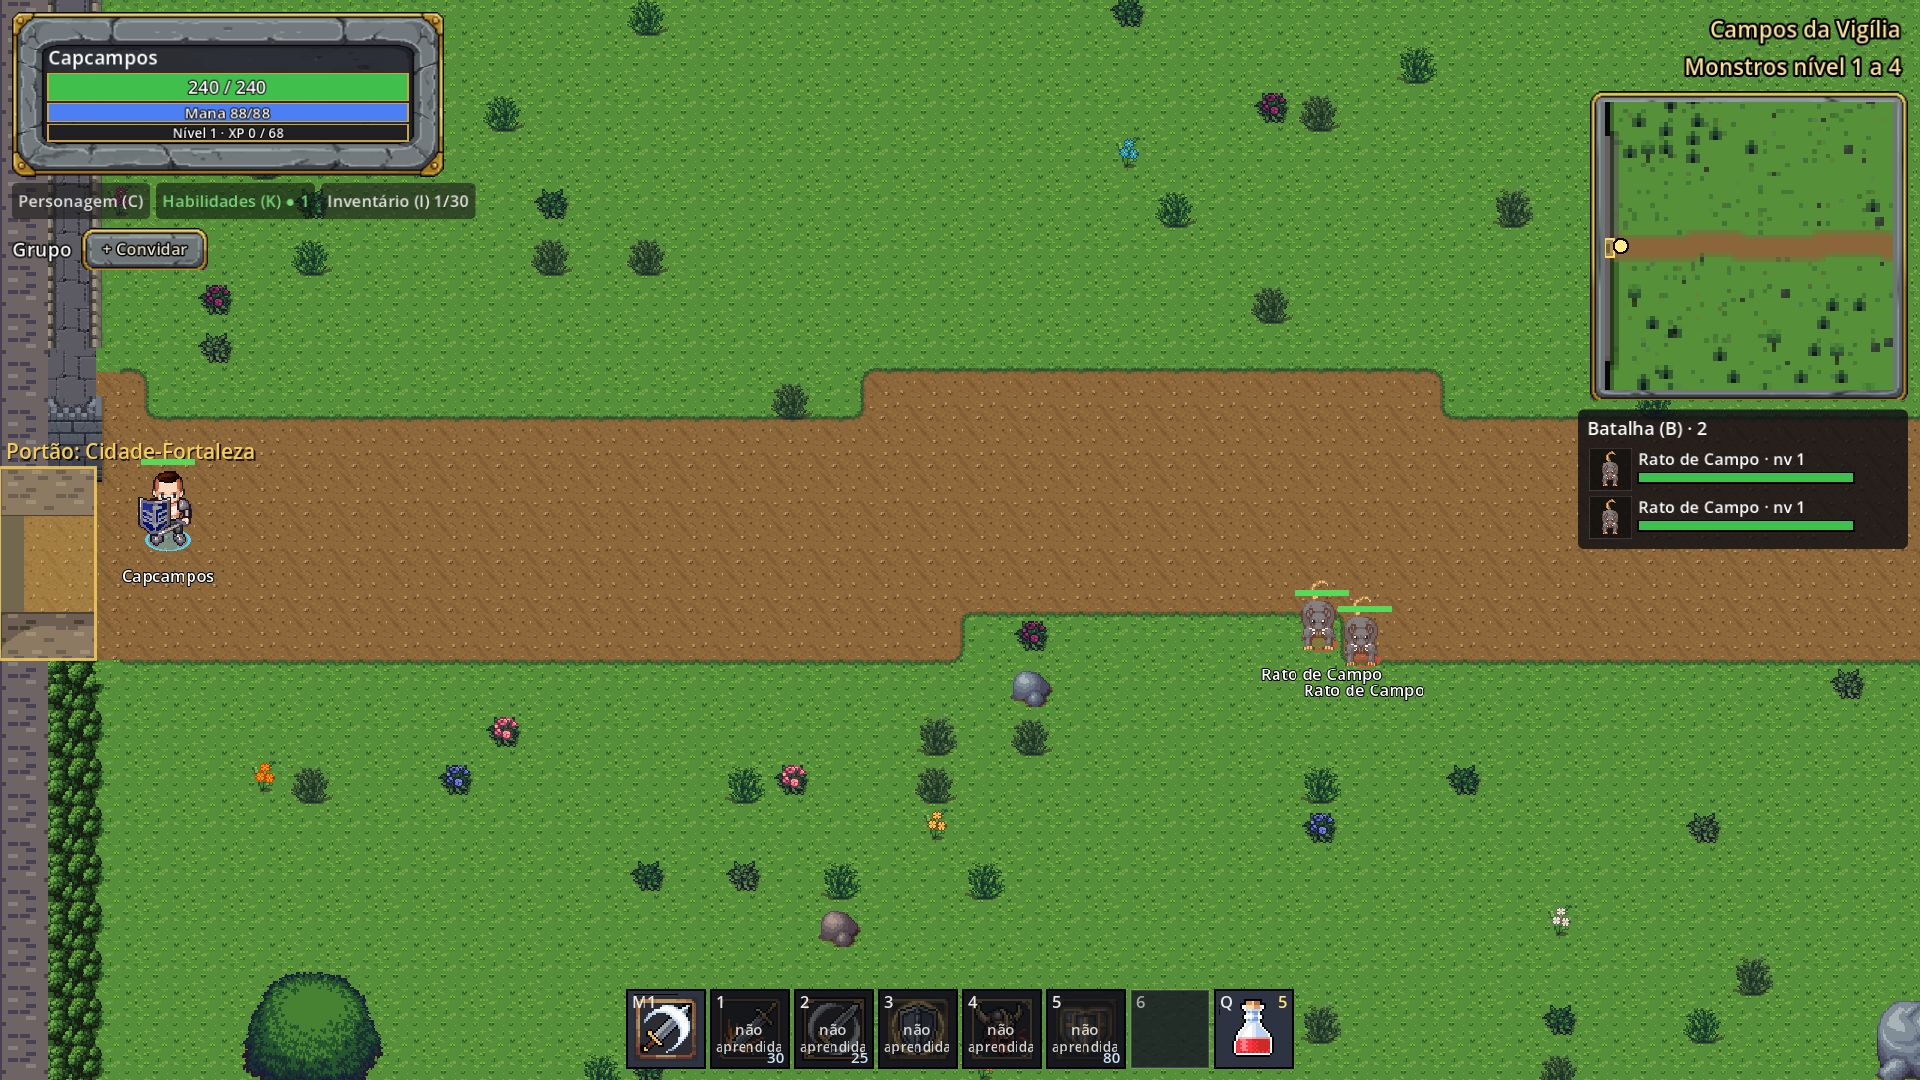 Capcampos
240 / 240
Mana 88/88
Nível 1 · XP 0 / 68
Personagem (C)
Habilidades (K) ● 1
Inventário (I) 1/30
Grupo
+ Convidar
Campos da Vigília
Monstros nível 1 a 4
Batalha (B) · 2
Rato de Campo · nv 1
Rato de Campo · nv 1
Portão: Cidade-Fortaleza
Capcampos
Rato de Campo
Rato de Campo
M1
1
não
aprendida
30
2
não
aprendida
25
3
não
aprendida
4
não
aprendida
5
não
aprendida
80
6
Q
5